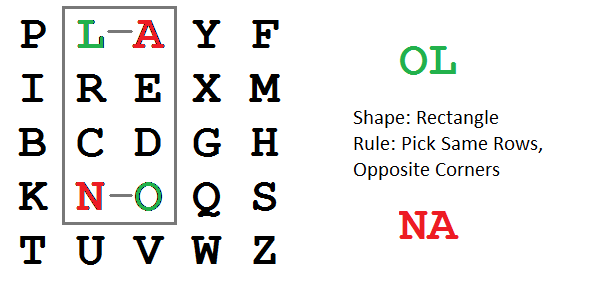 P L A Y F
I R E X M
B C D G H
K N O Q S
T U V W Z
OL
Shape: Rectangle
Rule: Pick Same Rows,
Opposite Corners
NA